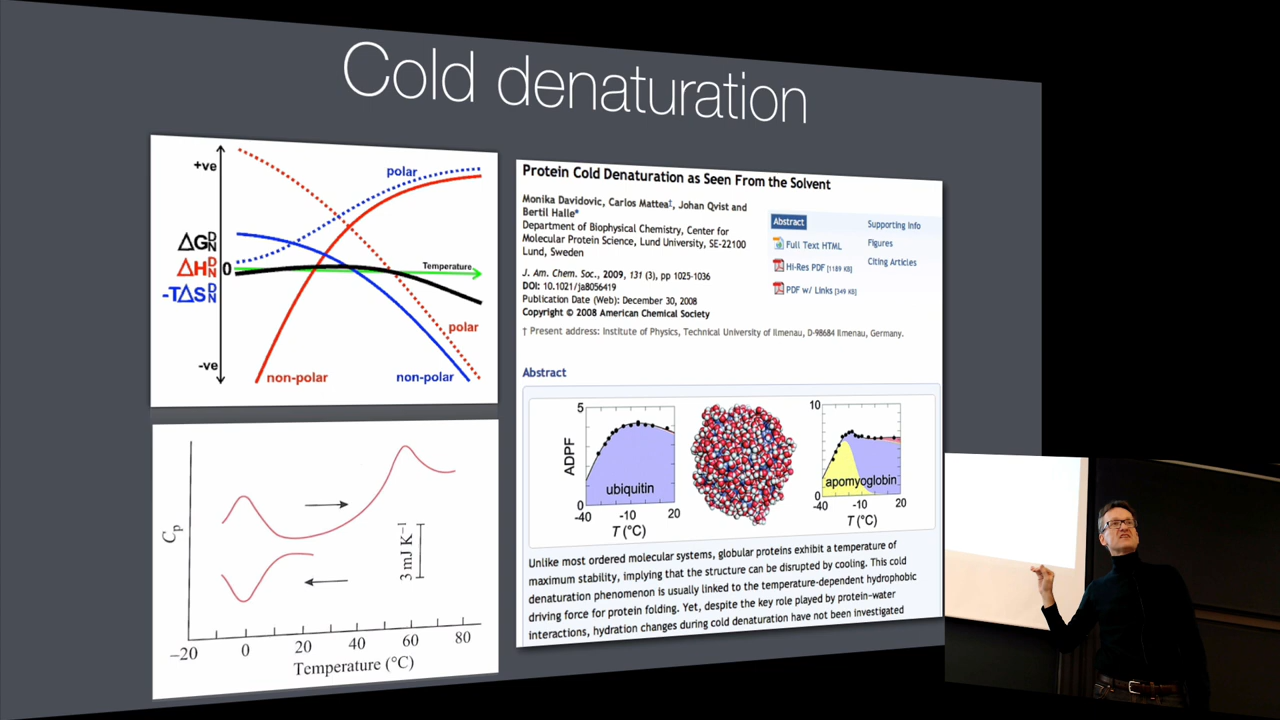 Cold denaturation
+ve
polar
ΔGᴰN
ΔHᴰN
0
Temperature
-TΔSᴰN
polar
-ve
non-polar
non-polar
Cp
3 mJ K⁻¹
−20 0 20 40 60 80
Temperature (°C)
Protein Cold Denaturation as Seen From the Solvent
Monika Davidovic, Carlos Mattea†, Johan Qvist and
Bertil Halle*
Department of Biophysical Chemistry, Center for
Molecular Protein Science, Lund University, SE-22100
Lund, Sweden
J. Am. Chem. Soc., 2009, 131 (3), pp 1025-1036
DOI: 10.1021/ja8056419
Publication Date (Web): December 30, 2008
Copyright © 2008 American Chemical Society
† Present address: Institute of Physics, Technical University of Ilmenau, D-98684 Ilmenau, Germany.
Abstract
Full Text HTML
Hi-Res PDF [1189 KB]
PDF w/ Links [349 KB]
Supporting Info
Figures
Citing Articles
Abstract
5
ADPF
ubiquitin
0
-40 -10 20
T (°C)
10
apomyoglobin
0
-40 -10 20
T (°C)
Unlike most ordered molecular systems, globular proteins exhibit a temperature of
maximum stability, implying that the structure can be disrupted by cooling. This cold
denaturation phenomenon is usually linked to the temperature-dependent hydrophobic
driving force for protein folding. Yet, despite the key role played by protein-water
interactions, hydration changes during cold denaturation have not been investigated